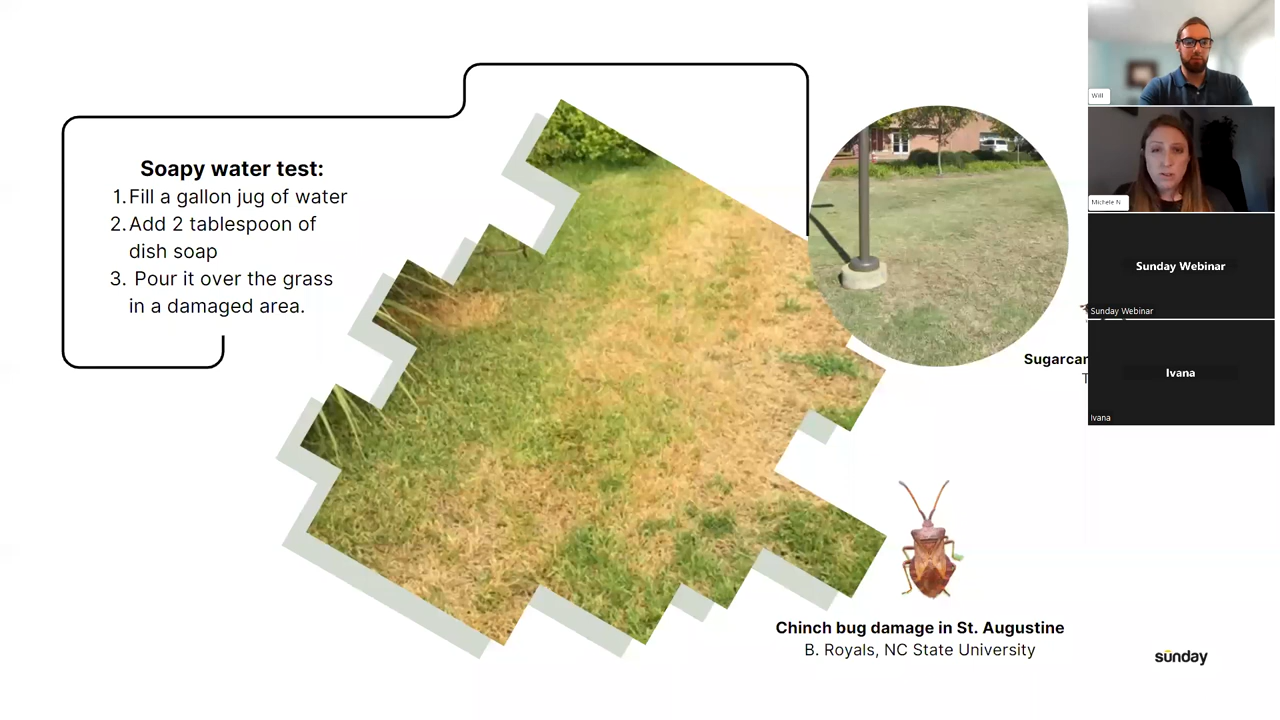 Soapy water test:
1. Fill a gallon jug of water
2. Add 2 tablespoon of
dish soap
3. Pour it over the grass
in a damaged area.
Chinch bug damage in St. Augustine
B. Royals, NC State University
sunday
Will
Michele N
Sunday Webinar
Sunday Webinar
Ivana
Ivana